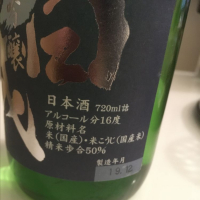 醸
日本酒 720ml詰
アルコール分16度
原材料名
米(国産)・米こうじ(国産米)
精米歩合50%
製造年月